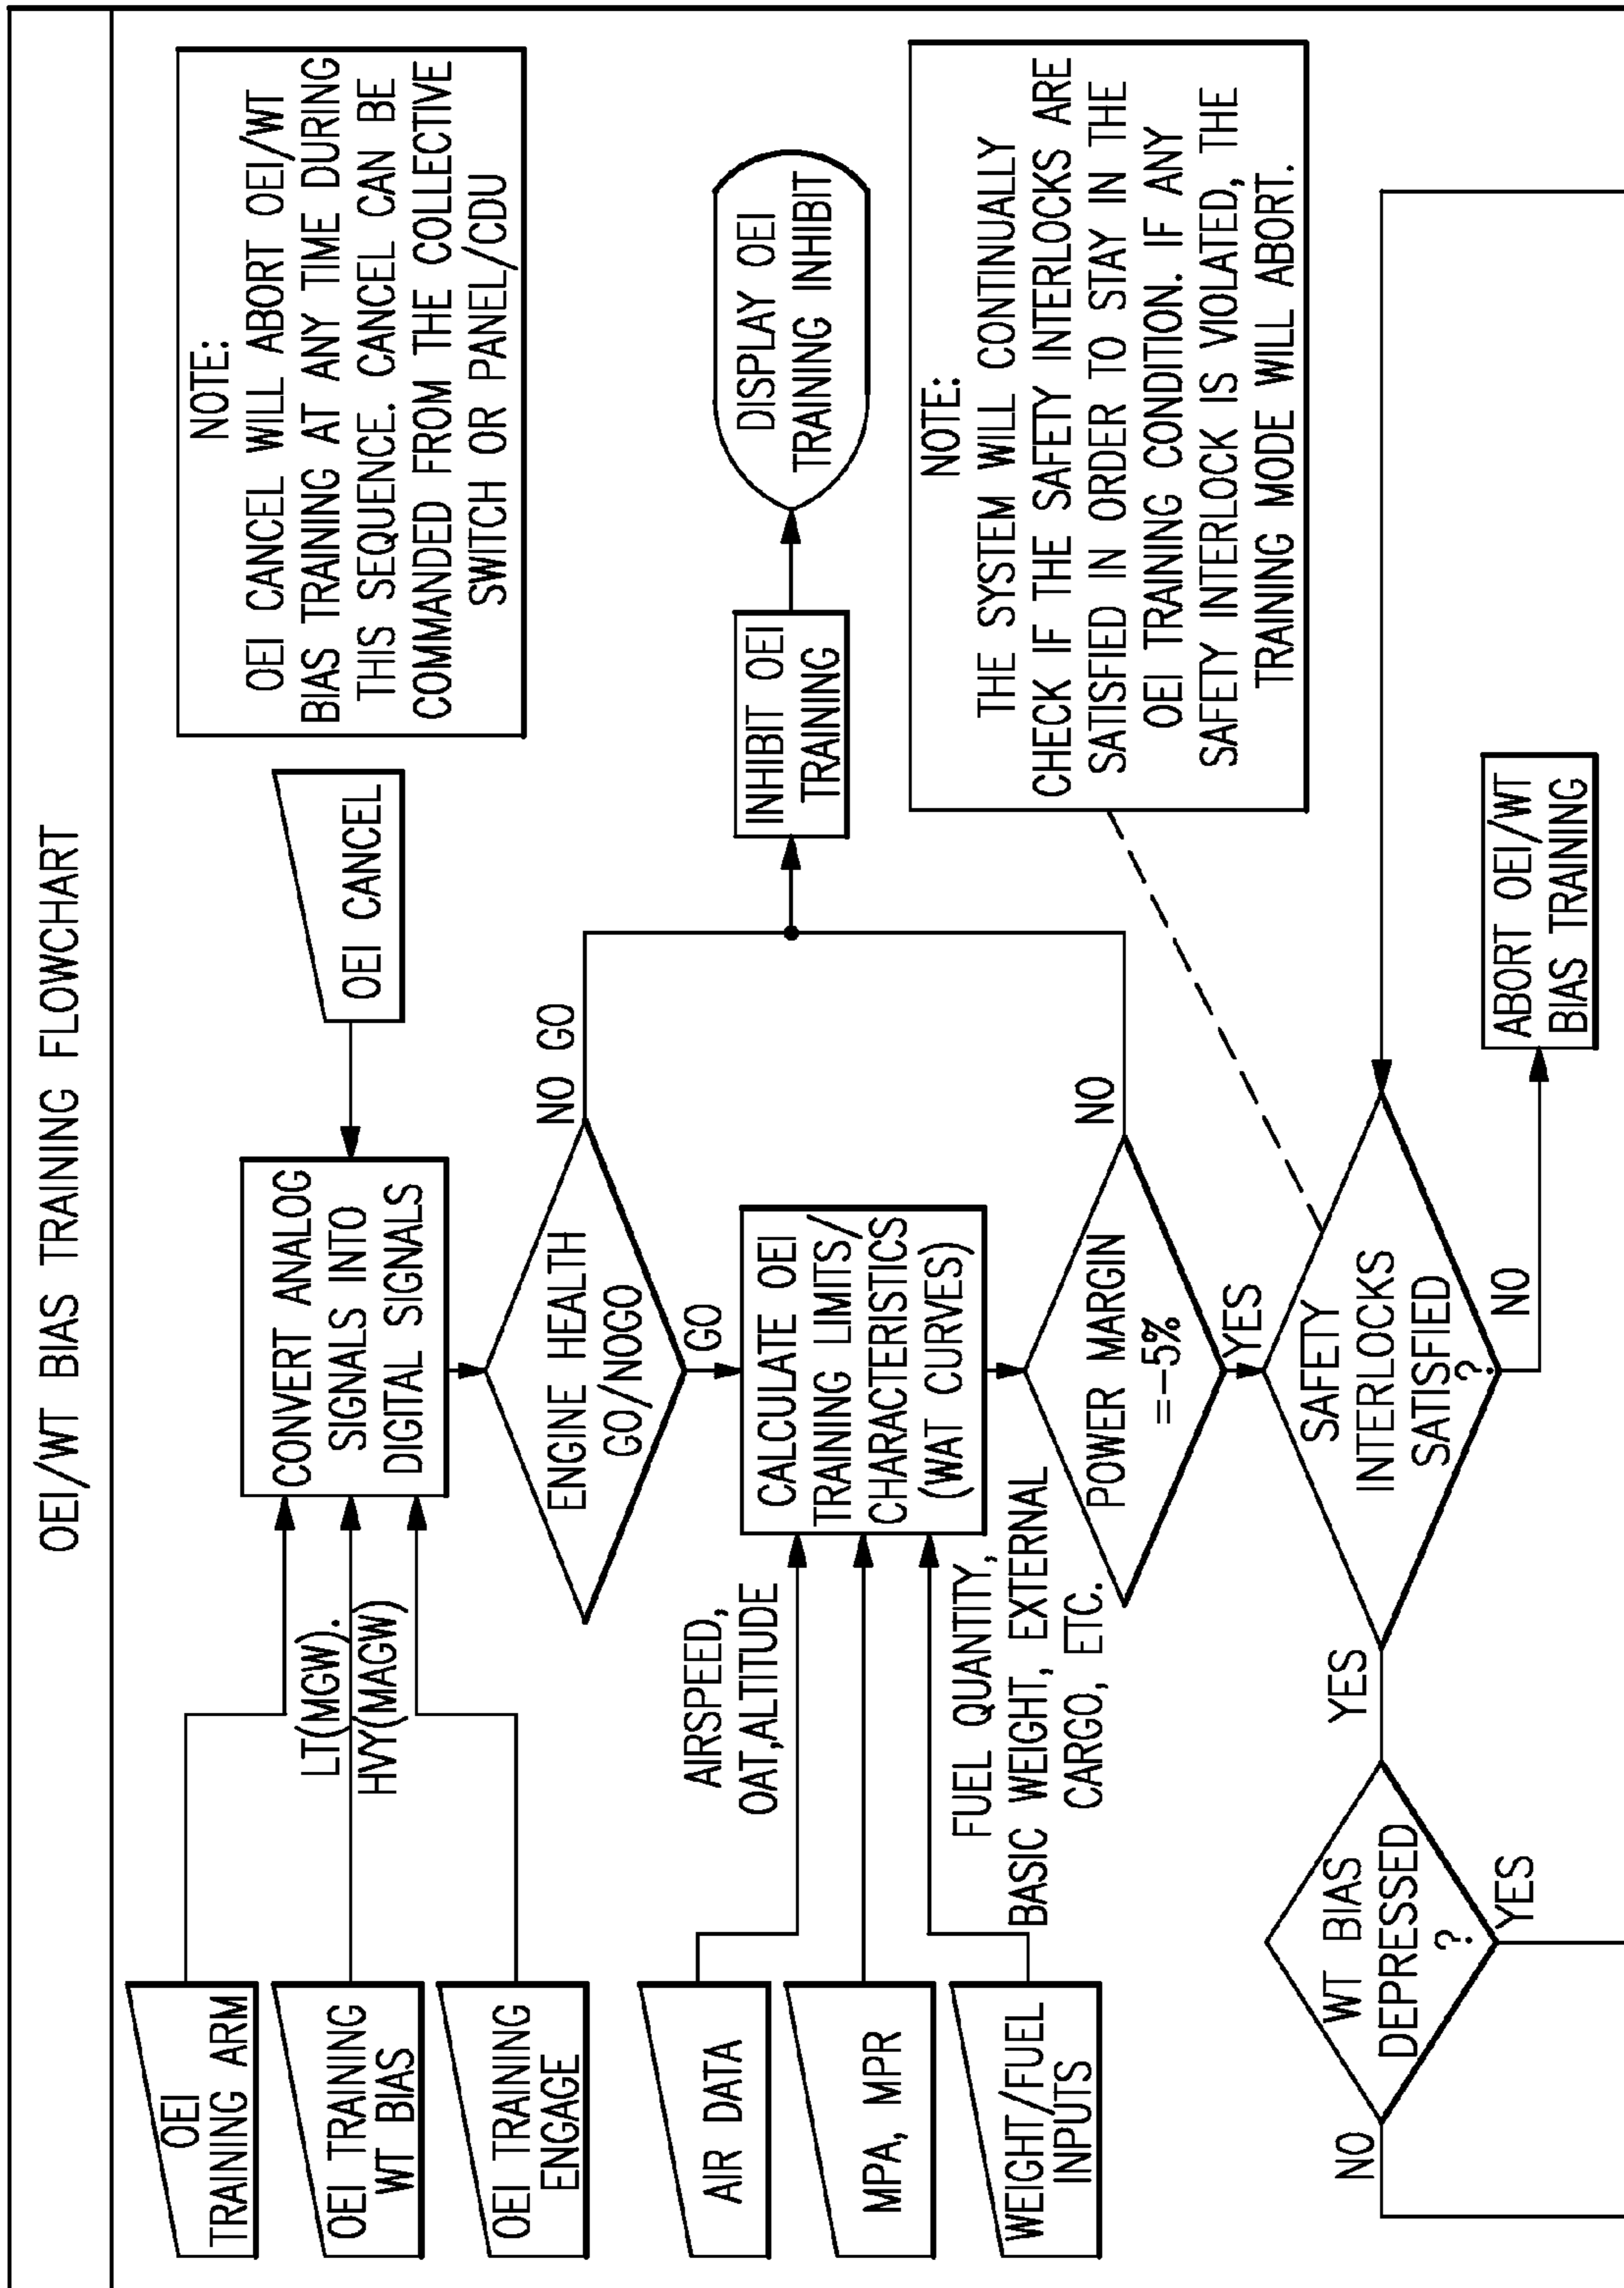 OEI/WT BIAS TRAINING FLOWCHART
OEI
TRAINING ARM
OEI TRAINING
WT BIAS
OEI TRAINING
ENGAGE
LT(MGW).
HVY(MAGW)
CONVERT ANALOG
SIGNALS INTO
DIGITAL SIGNALS
OEI CANCEL
NOTE:
OEI CANCEL WILL ABORT OEI/WT
BIAS TRAINING AT ANY TIME DURING
THIS SEQUENCE. CANCEL CAN BE
COMMANDED FROM THE COLLECTIVE
SWITCH OR PANEL/CDU
ENGINE HEALTH
GO/NOGO
NO GO
GO
AIR DATA
MPA, MPR
WEIGHT/FUEL
INPUTS
AIRSPEED,
OAT,ALTITUDE
FUEL QUANTITY,
BASIC WEIGHT, EXTERNAL
CARGO, ETC.
CALCULATE OEI
TRAINING LIMITS/
CHARACTERISTICS
(WAT CURVES)
INHIBIT OEI
TRAINING
DISPLAY OEI
TRAINING INHIBIT
POWER MARGIN
=-5%
NO
YES
NOTE:
THE SYSTEM WILL CONTINUALLY
CHECK IF THE SAFETY INTERLOCKS ARE
SATISFIED IN ORDER TO STAY IN THE
OEI TRAINING CONDITION. IF ANY
SAFETY INTERLOCK IS VIOLATED, THE
TRAINING MODE WILL ABORT.
SAFETY
INTERLOCKS
SATISFIED
?
YES
NO
ABORT OEI/WT
BIAS TRAINING
WT BIAS
DEPRESSED
?
NO
YES